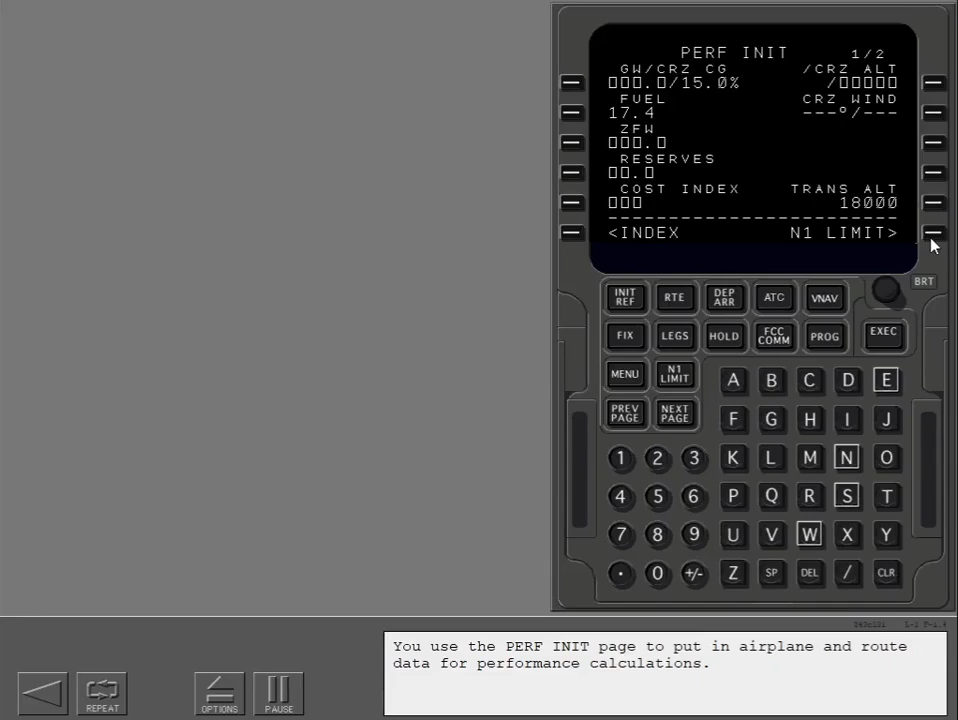 PERF INIT 1/2
GW/CRZ CG /CRZ ALT
▯▯▯.▯/15.0% /▯▯▯▯▯
FUEL CRZ WIND
17.4 ---°/---
ZFW
▯▯▯.▯
RESERVES
▯▯.▯
COST INDEX TRANS ALT
▯▯▯ 18000
------------------------
<INDEX N1 LIMIT>
BRT
INIT REF RTE DEP ARR ATC VNAV
FIX LEGS HOLD FCC COMM PROG EXEC
MENU N1 LIMIT A B C D E
PREV PAGE NEXT PAGE F G H I J
1 2 3 K L M N O
4 5 6 P Q R S T
7 8 9 U V W X Y
. 0 +/- Z SP DEL / CLR
You use the PERF INIT page to put in airplane and route
data for performance calculations.
REPEAT OPTIONS PAUSE